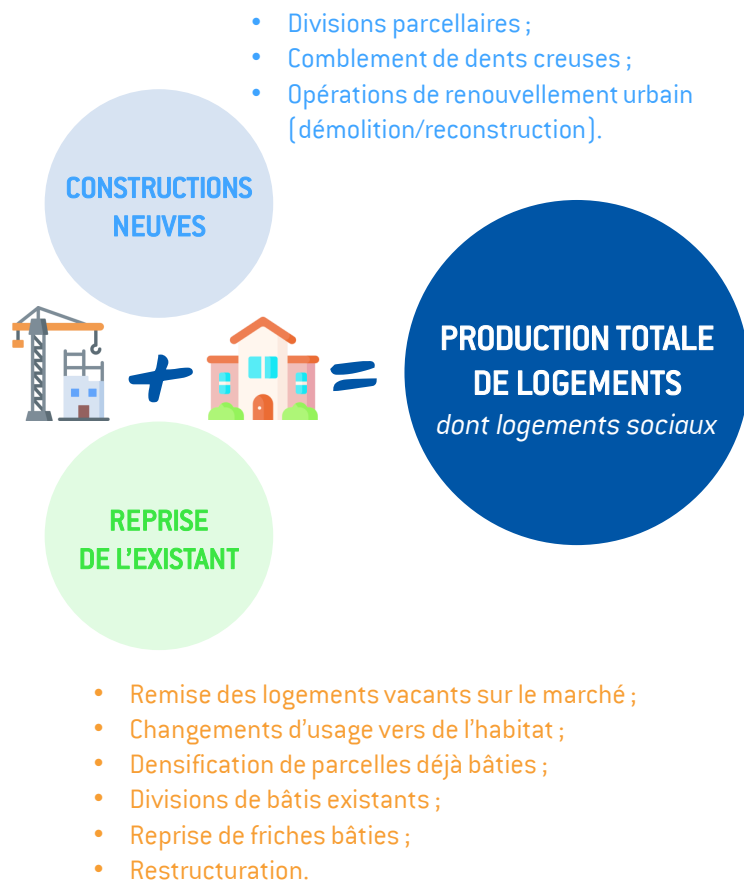 • Divisions parcellaires ;
• Comblement de dents creuses ;
• Opérations de renouvellement urbain
(démolition/reconstruction).
CONSTRUCTIONS
NEUVES
+
=
PRODUCTION TOTALE
DE LOGEMENTS
dont logements sociaux
REPRISE
DE L’EXISTANT
• Remise des logements vacants sur le marché ;
• Changements d’usage vers de l’habitat ;
• Densification de parcelles déjà bâties ;
• Divisions de bâtis existants ;
• Reprise de friches bâties ;
• Restructuration.